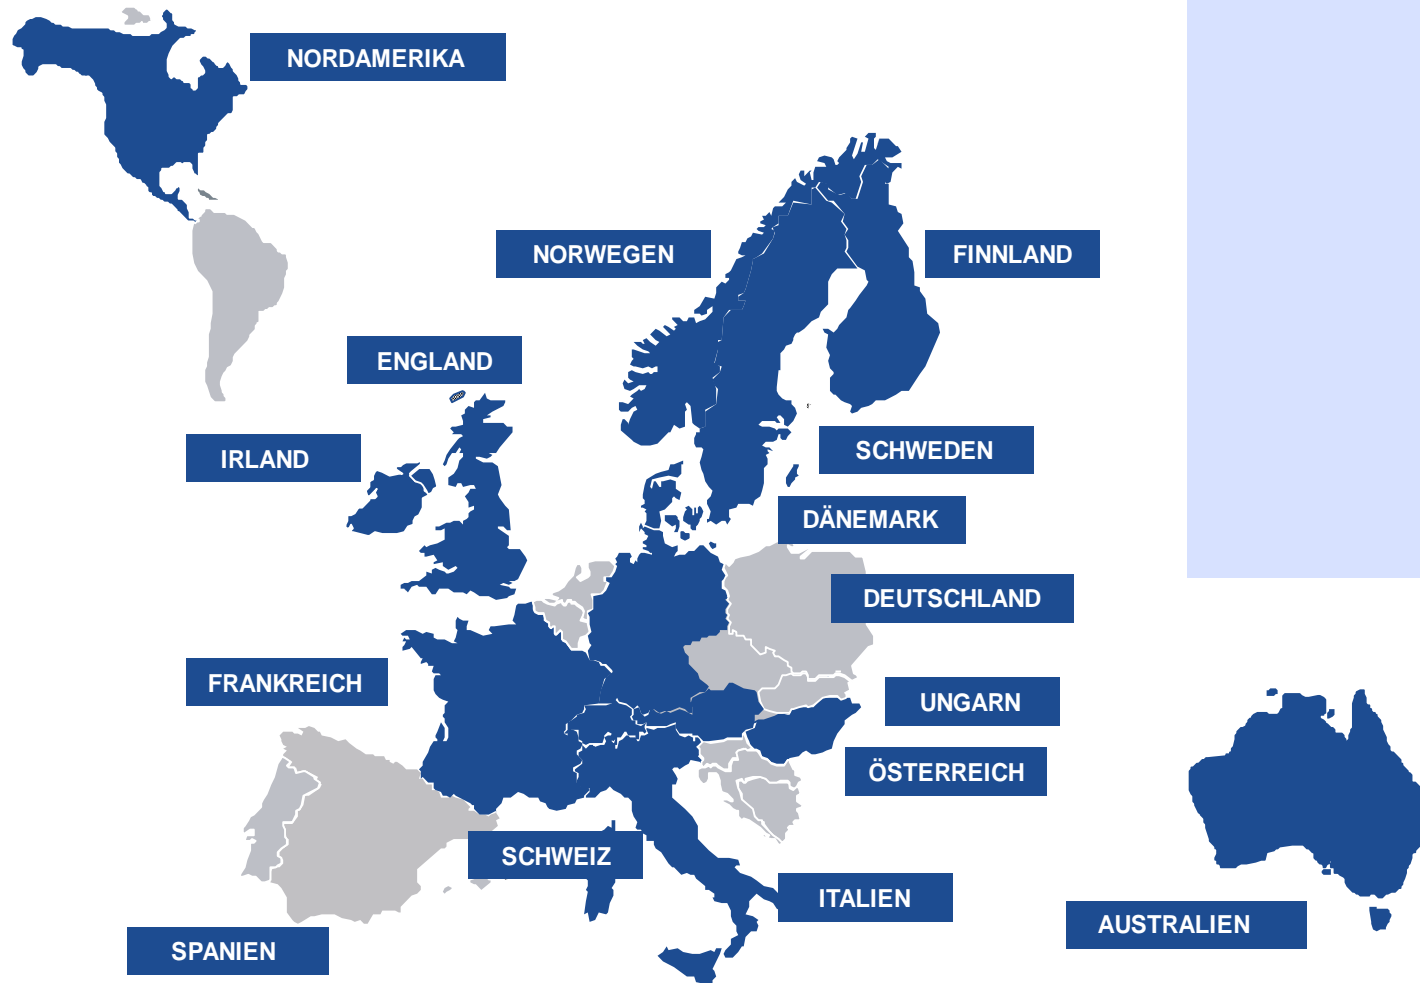 NORDAMERIKA
NORWEGEN
FINNLAND
ENGLAND
IRLAND
SCHWEDEN
DÄNEMARK
DEUTSCHLAND
FRANKREICH
UNGARN
ÖSTERREICH
SCHWEIZ
ITALIEN
AUSTRALIEN
SPANIEN